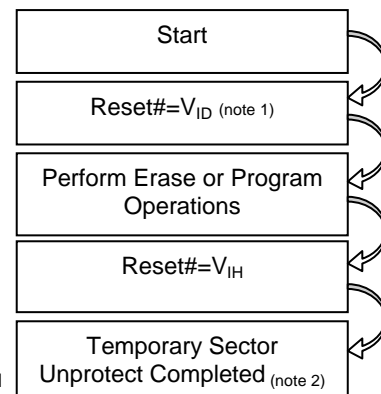 Start
Reset#=VID (note 1)
Perform Erase or Program
Operations
Reset#=VIH
Temporary Sector
Unprotect Completed (note 2)